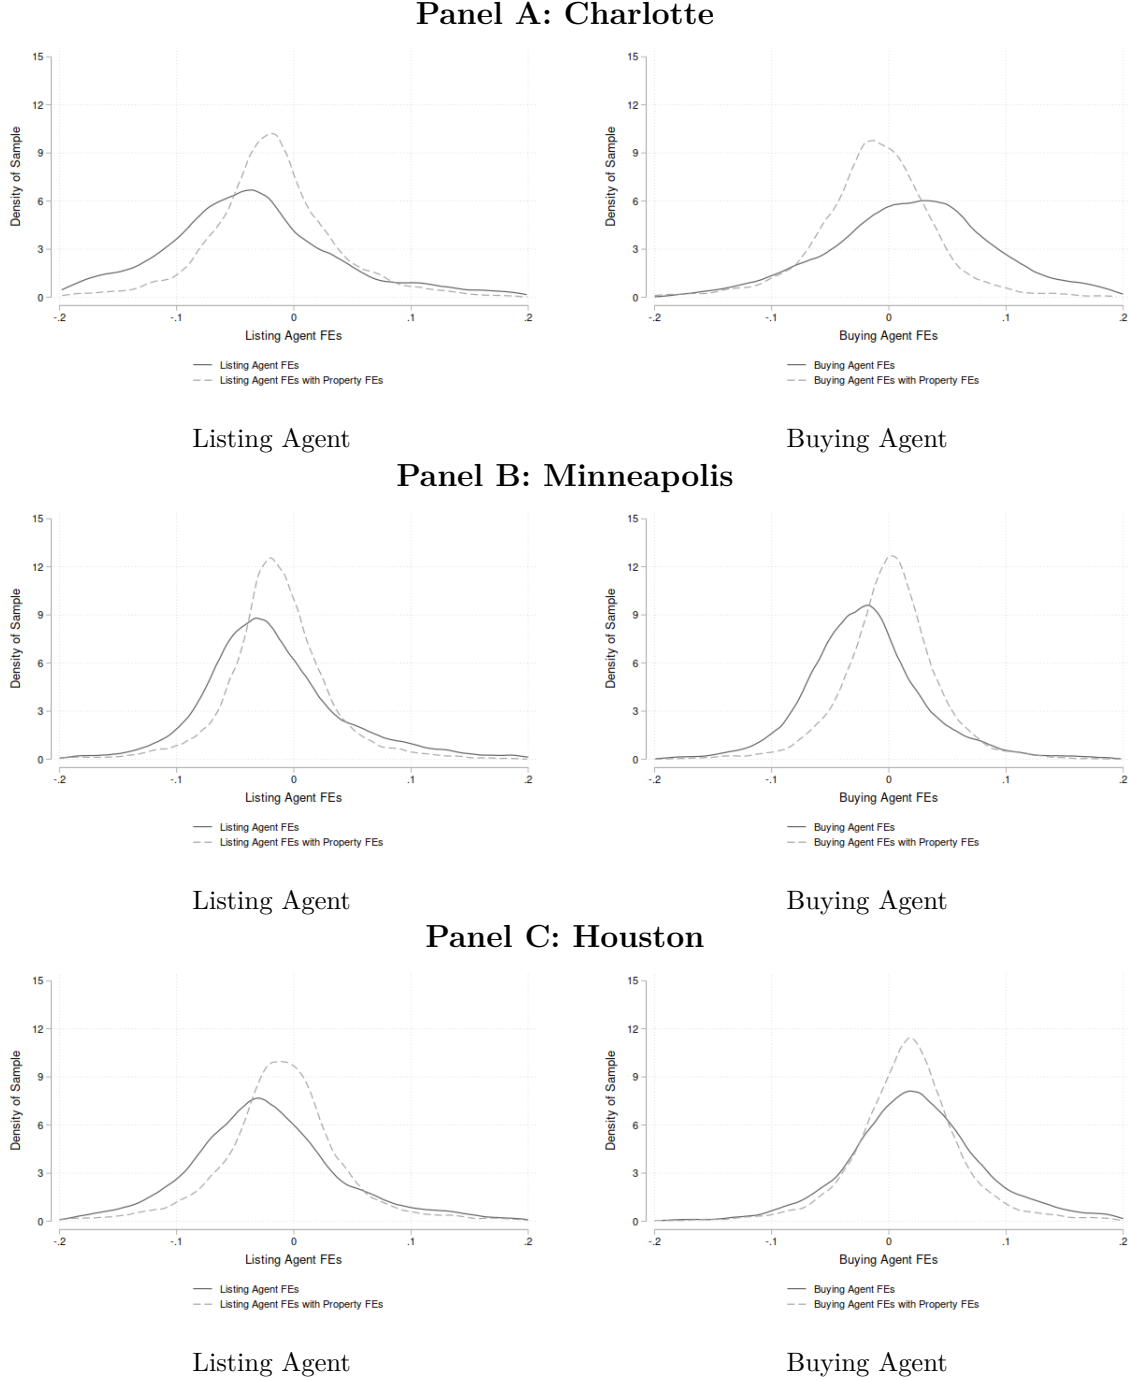 Panel A: Charlotte
15
12
9
6
3
0
Density of Sample
-.2
-.1
0
.1
.2
Listing Agent FEs
Listing Agent FEs
Listing Agent FEs with Property FEs
Listing Agent
15
12
9
6
3
0
Density of Sample
-.2
-.1
0
.1
.2
Buying Agent FEs
Buying Agent FEs
Buying Agent FEs with Property FEs
Buying Agent
Panel B: Minneapolis
15
12
9
6
3
0
Density of Sample
-.2
-.1
0
.1
.2
Listing Agent FEs
Listing Agent FEs
Listing Agent FEs with Property FEs
Listing Agent
15
12
9
6
3
0
Density of Sample
-.2
-.1
0
.1
.2
Buying Agent FEs
Buying Agent FEs
Buying Agent FEs with Property FEs
Buying Agent
Panel C: Houston
15
12
9
6
3
0
Density of Sample
-.2
-.1
0
.1
.2
Listing Agent FEs
Listing Agent FEs
Listing Agent FEs with Property FEs
Listing Agent
15
12
9
6
3
0
Density of Sample
-.2
-.1
0
.1
.2
Buying Agent FEs
Buying Agent FEs
Buying Agent FEs with Property FEs
Buying Agent